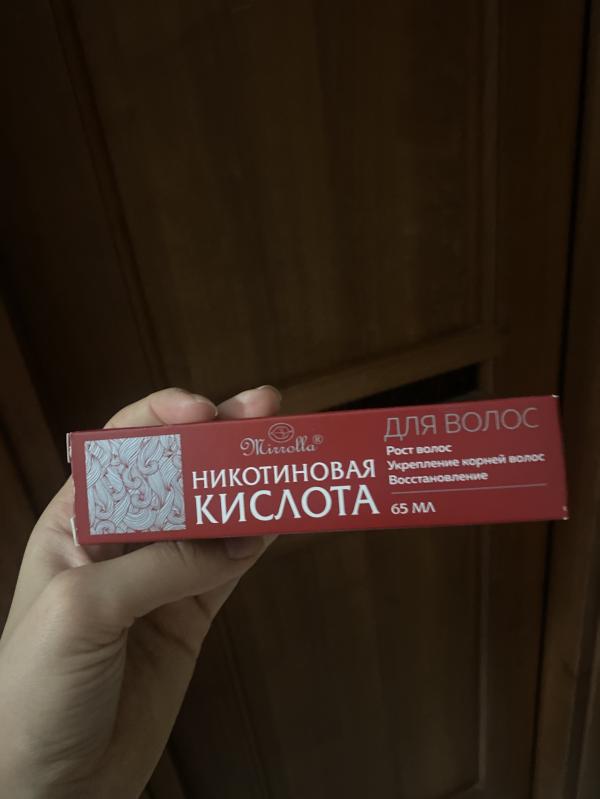 Mirrolla®
НИКОТИНОВАЯ
КИСЛОТА
ДЛЯ ВОЛОС
Рост волос
Укрепление корней волос
Восстановление
65 МЛ